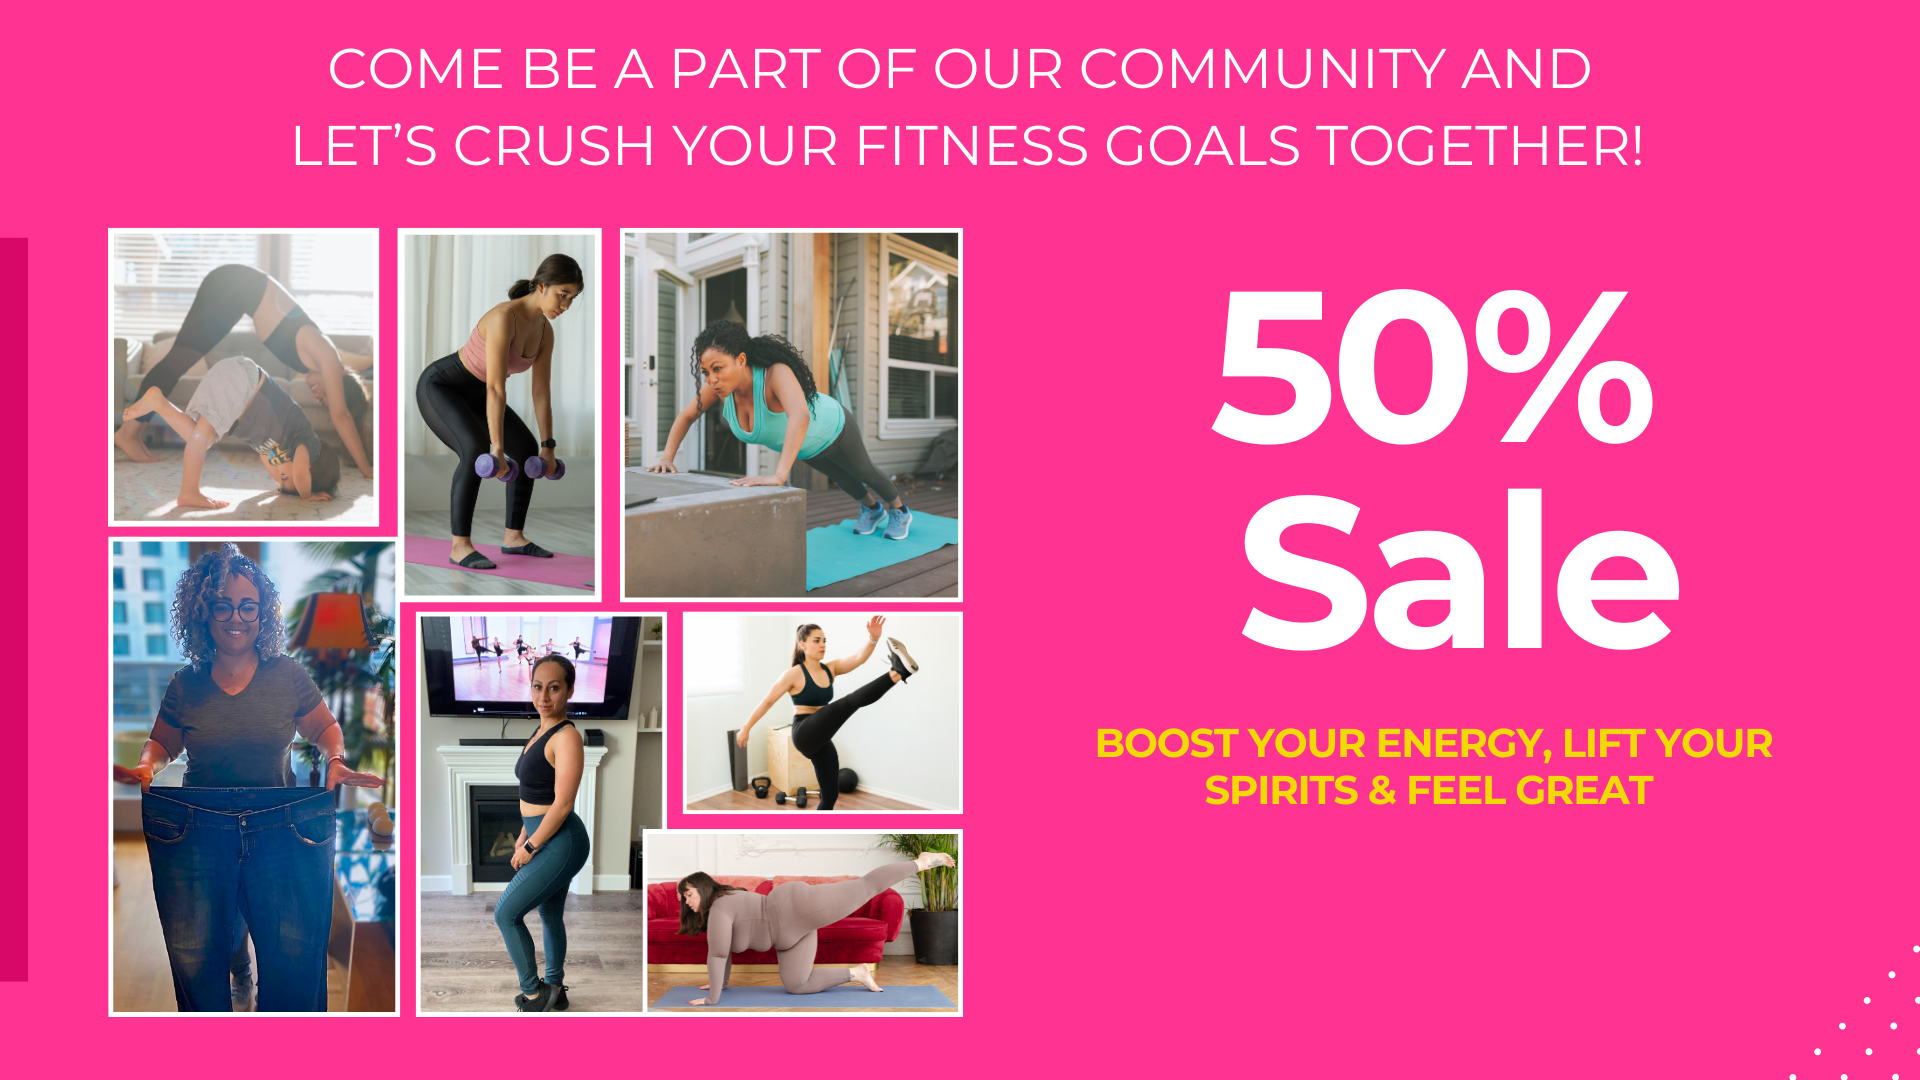 COME BE A PART OF OUR COMMUNITY AND
LET’S CRUSH YOUR FITNESS GOALS TOGETHER!
50%
Sale
BOOST YOUR ENERGY, LIFT YOUR
SPIRITS & FEEL GREAT